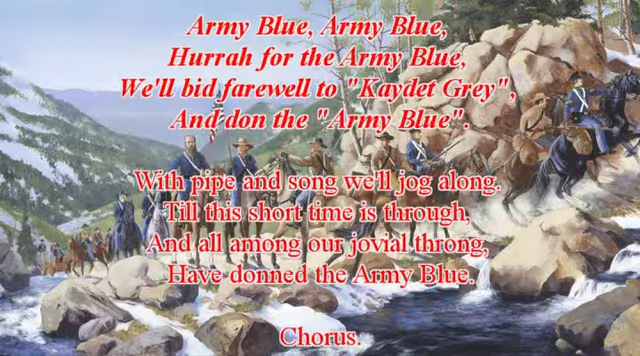 Army Blue, Army Blue,
Hurrah for the Army Blue,
We'll bid farewell to "Kaydet Grey",
And don the "Army Blue".
With pipe and song we'll jog along.
Till this short time is through,
And all among our jovial throng,
Have donned the Army Blue.
Chorus.